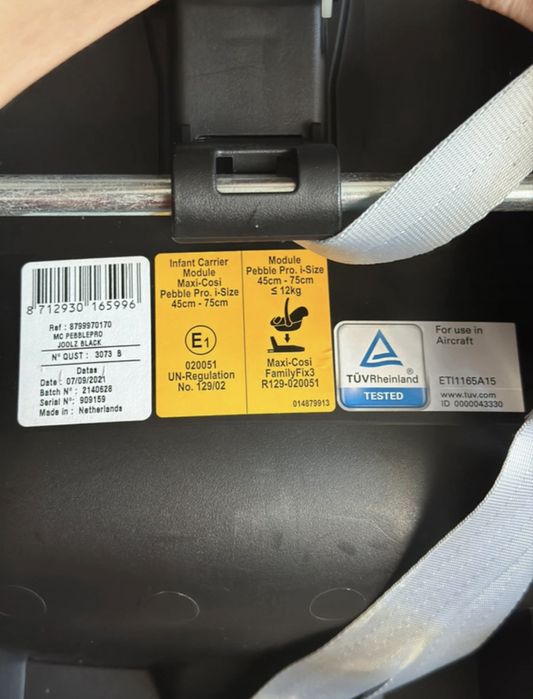 8 712930 165996
Ref : 8799970170
MC PEBBLEPRO
JOOLZ BLACK
N° QUST : 3073 B
Datas
Date : 07/09/2021
Batch N° : 2140628
Serial N°: 909159
Made in : Netherlands
Infant Carrier
Module
Maxi-Cosi
Pebble Pro. i-Size
45cm - 75cm
E1
020051
UN-Regulation
No. 129/02
Module
Pebble Pro. i-Size
45cm - 75cm
≤ 12kg
Maxi-Cosi
FamilyFix3
R129-020051
014879913
TÜVRheinland®
TESTED
For use in
Aircraft
ETI1165A15
www.tuv.com
ID 0000043330